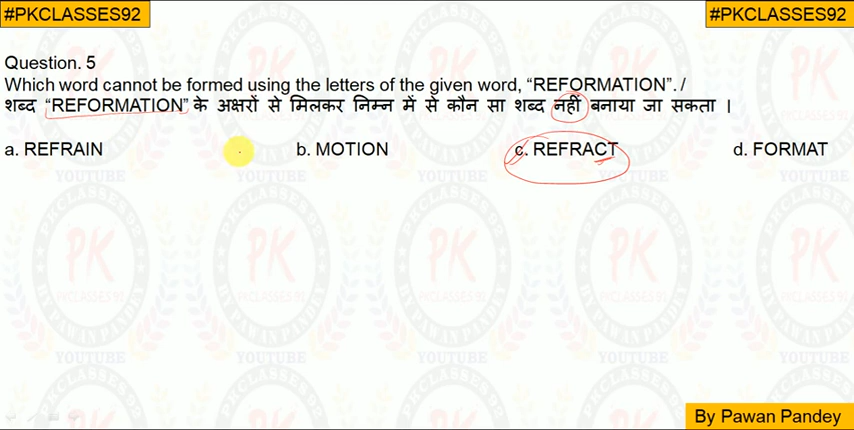 #PKCLASSES92 #PKCLASSES92
Question. 5
Which word cannot be formed using the letters of the given word, “REFORMATION”. /
शब्द “REFORMATION” के अक्षरों से मिलकर निम्न में से कौन सा शब्द नहीं बनाया जा सकता ।
a. REFRAIN b. MOTION c. REFRACT d. FORMAT
By Pawan Pandey